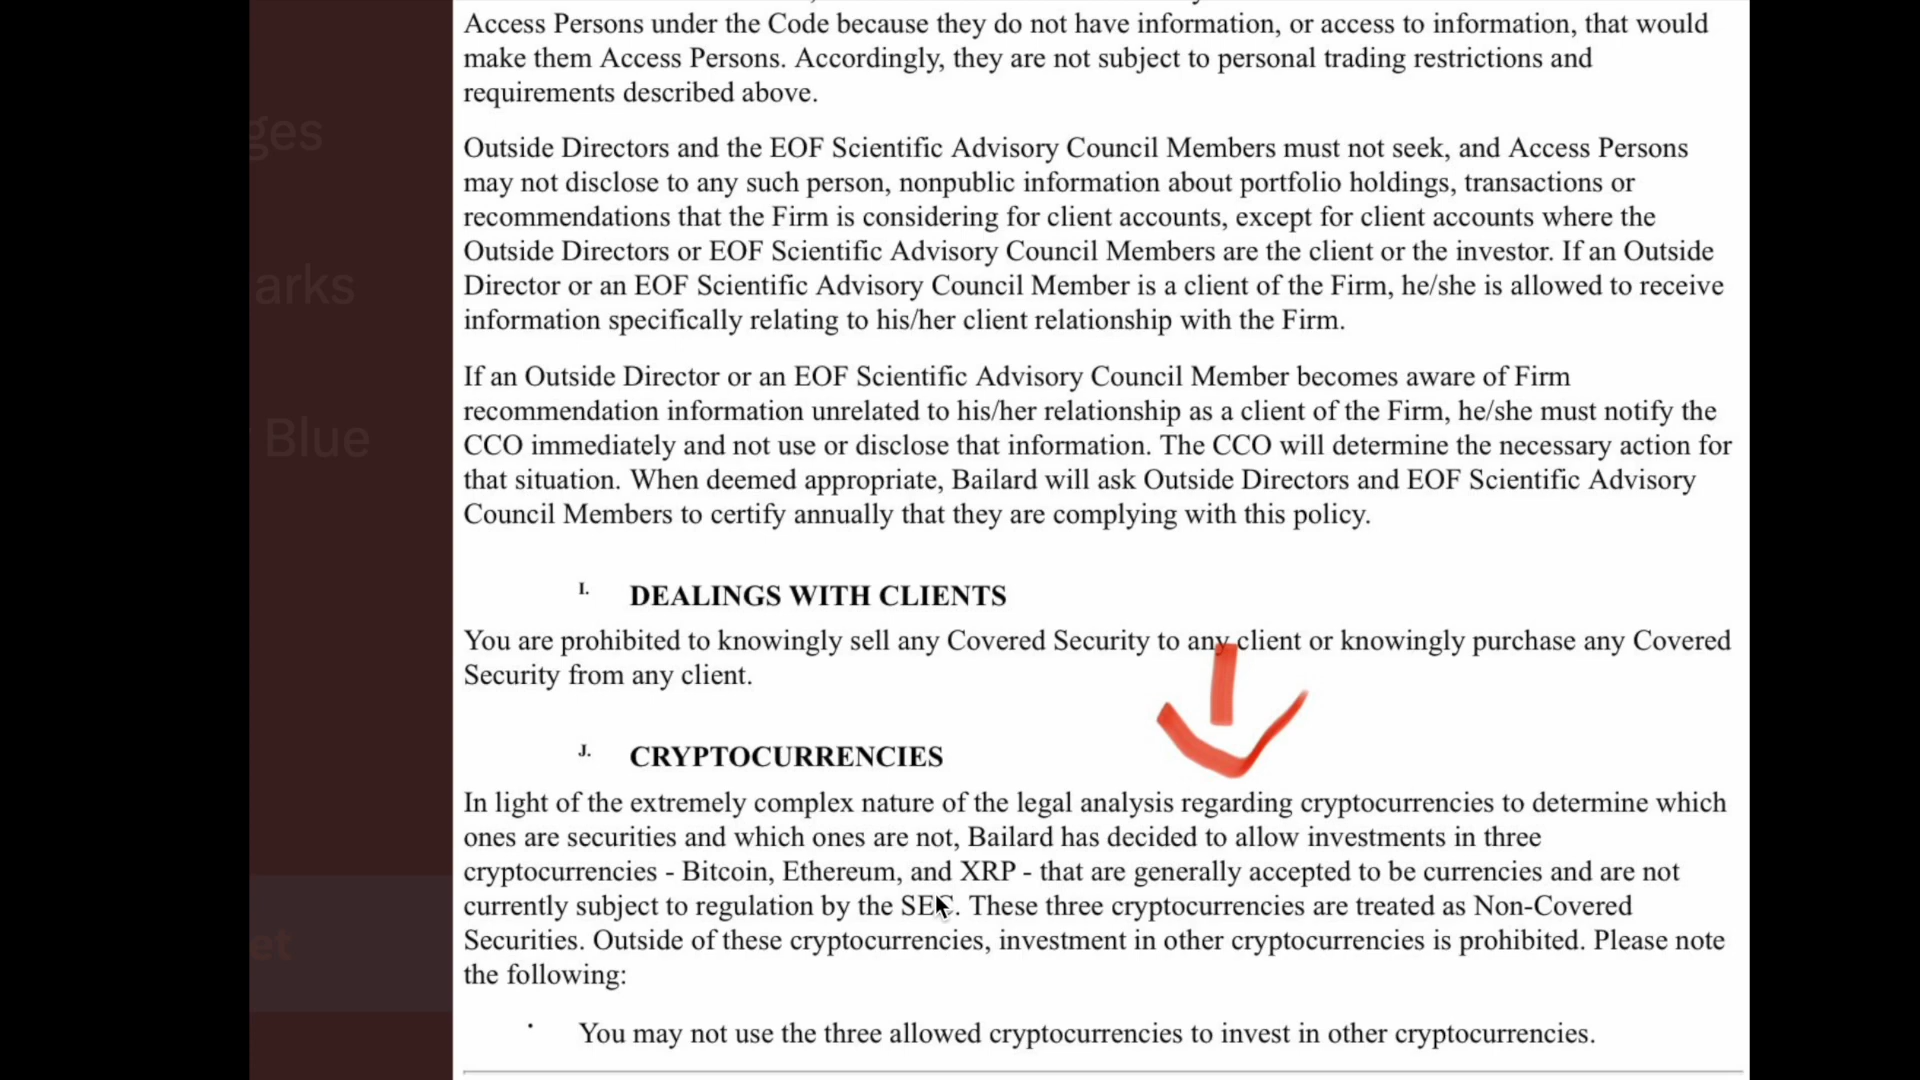 Access Persons under the Code because they do not have information, or access to information, that would
make them Access Persons. Accordingly, they are not subject to personal trading restrictions and
requirements described above.
ges
Outside Directors and the EOF Scientific Advisory Council Members must not seek, and Access Persons
may not disclose to any such person, nonpublic information about portfolio holdings, transactions or
recommendations that the Firm is considering for client accounts, except for client accounts where the
Outside Directors or EOF Scientific Advisory Council Members are the client or the investor. If an Outside
Director or an EOF Scientific Advisory Council Member is a client of the Firm, he/she is allowed to receive
information specifically relating to his/her client relationship with the Firm.
arks
If an Outside Director or an EOF Scientific Advisory Council Member becomes aware of Firm
recommendation information unrelated to his/her relationship as a client of the Firm, he/she must notify the
CCO immediately and not use or disclose that information. The CCO will determine the necessary action for
that situation. When deemed appropriate, Bailard will ask Outside Directors and EOF Scientific Advisory
Council Members to certify annually that they are complying with this policy.
Blue
I. DEALINGS WITH CLIENTS
You are prohibited to knowingly sell any Covered Security to any client or knowingly purchase any Covered
Security from any client.
J. CRYPTOCURRENCIES
In light of the extremely complex nature of the legal analysis regarding cryptocurrencies to determine which
ones are securities and which ones are not, Bailard has decided to allow investments in three
cryptocurrencies - Bitcoin, Ethereum, and XRP - that are generally accepted to be currencies and are not
currently subject to regulation by the SEC. These three cryptocurrencies are treated as Non-Covered
Securities. Outside of these cryptocurrencies, investment in other cryptocurrencies is prohibited. Please note
the following:
et
· You may not use the three allowed cryptocurrencies to invest in other cryptocurrencies.